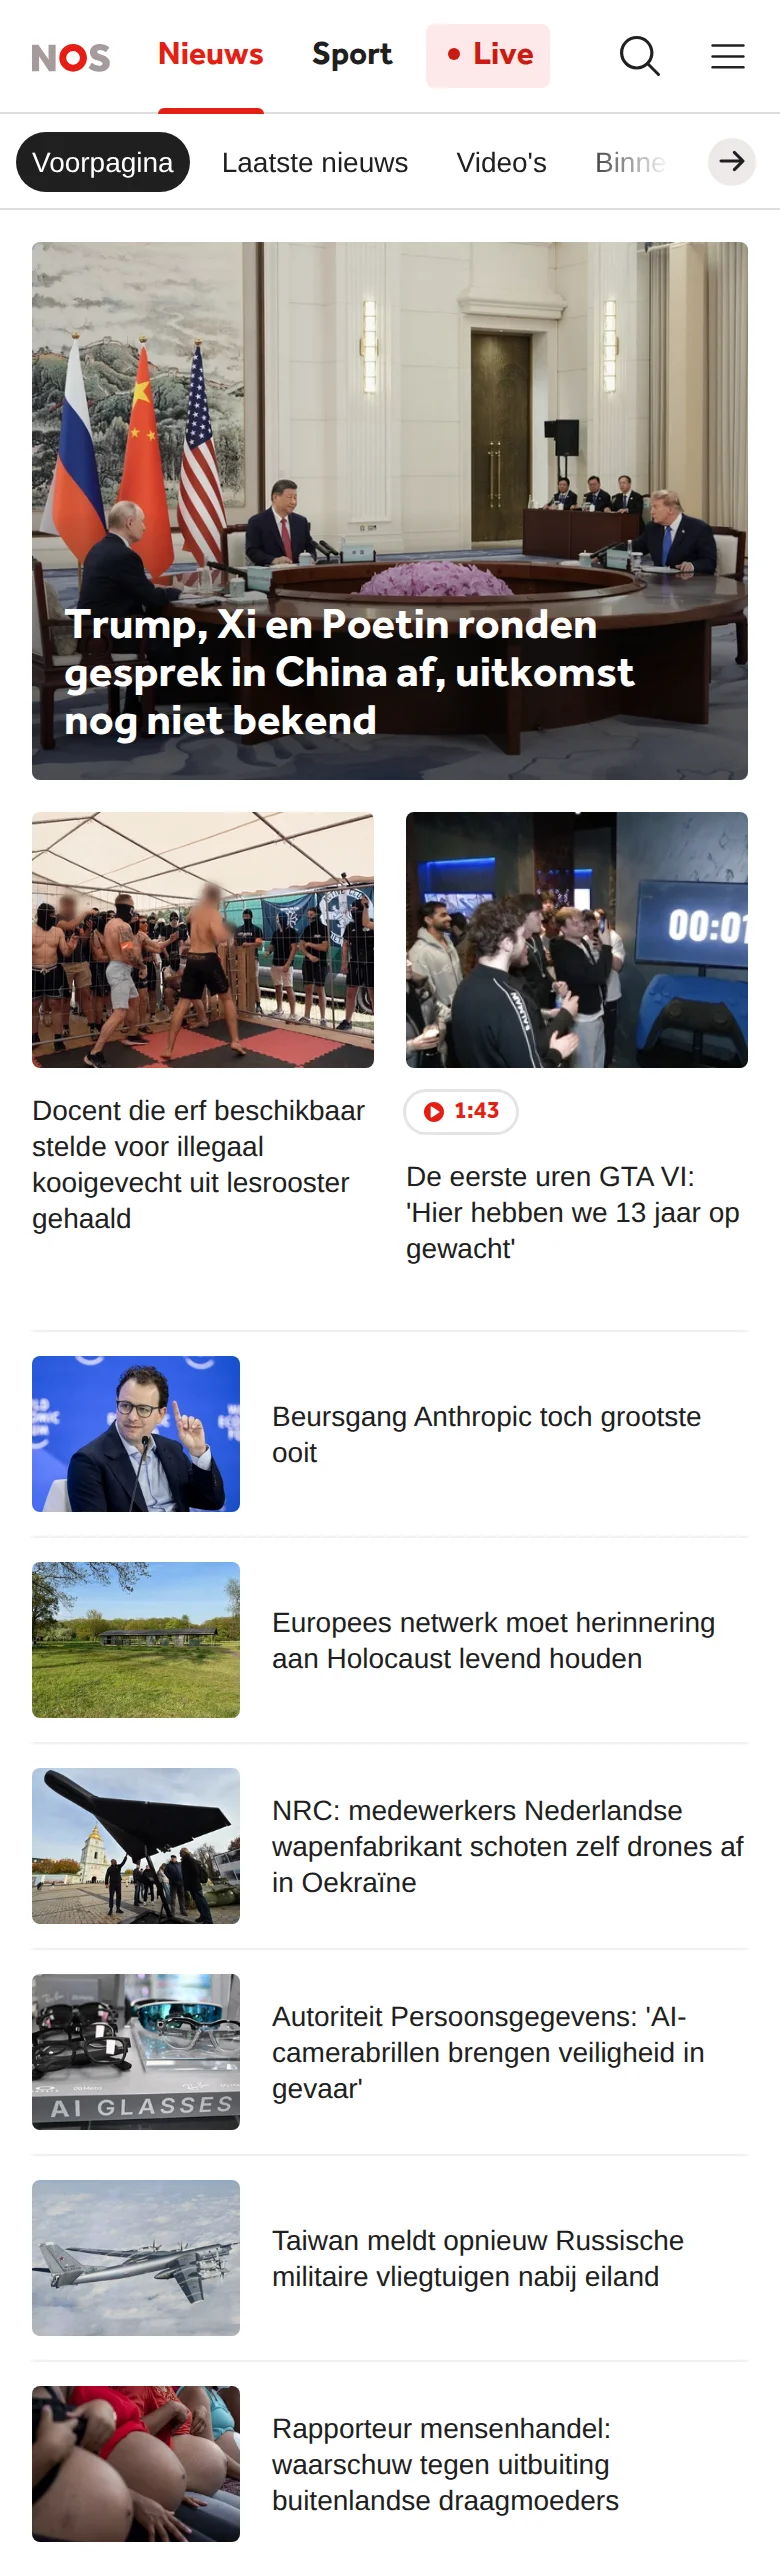 NOS Nieuws Sport Live
Voorpagina Laatste nieuws Video's Binne
Trump, Xi en Poetin ronden
gesprek in China af, uitkomst
nog niet bekend
00:01
Docent die erf beschikbaar
stelde voor illegaal
kooigevecht uit lesrooster
gehaald
1:43
De eerste uren GTA VI:
'Hier hebben we 13 jaar op
gewacht'
Beursgang Anthropic toch grootste
ooit
Europees netwerk moet herinnering
aan Holocaust levend houden
NRC: medewerkers Nederlandse
wapenfabrikant schoten zelf drones af
in Oekraïne
AI GLASSES
Autoriteit Persoonsgegevens: 'AI-
camerabrillen brengen veiligheid in
gevaar'
Taiwan meldt opnieuw Russische
militaire vliegtuigen nabij eiland
Rapporteur mensenhandel:
waarschuw tegen uitbuiting
buitenlandse draagmoeders